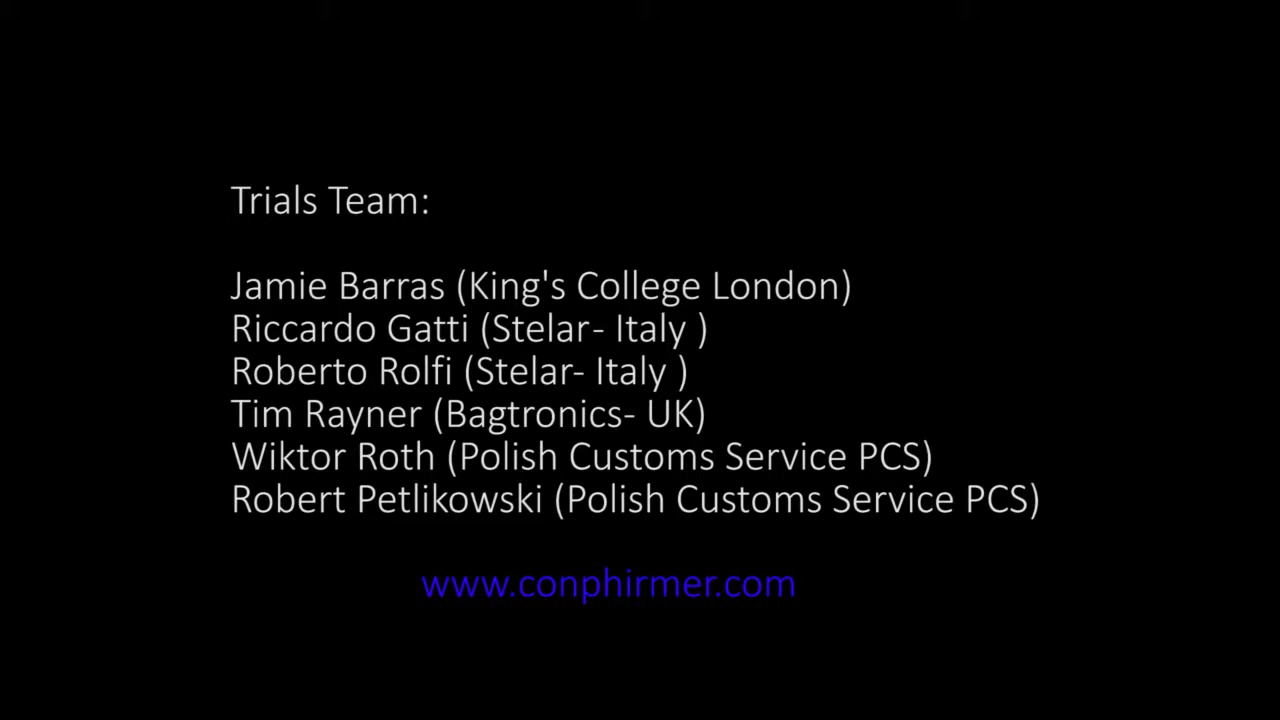 Trials Team:
Jamie Barras (King's College London)
Riccardo Gatti (Stelar- Italy )
Roberto Rolfi (Stelar- Italy )
Tim Rayner (Bagtronics- UK)
Wiktor Roth (Polish Customs Service PCS)
Robert Petlikowski (Polish Customs Service PCS)
www.conphirmer.com